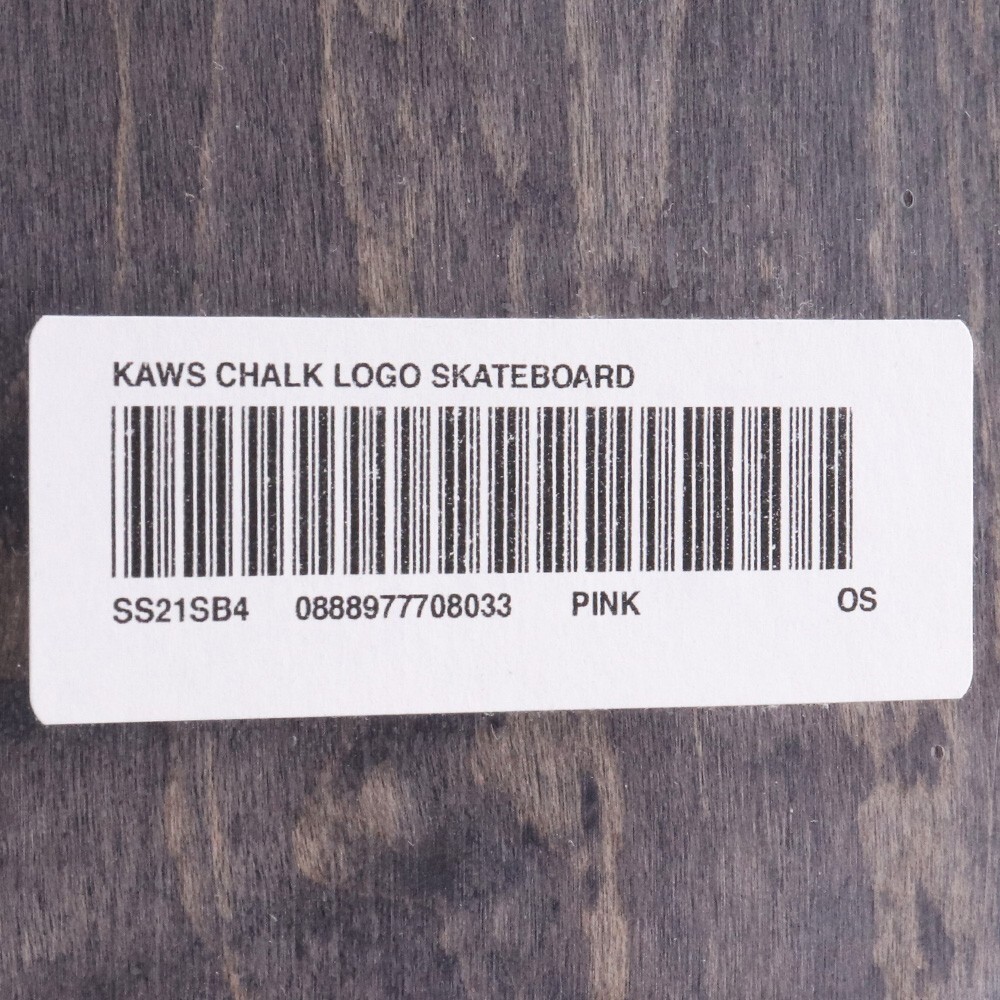 KAWS CHALK LOGO SKATEBOARD
SS21SB4 0888977708033 PINK OS